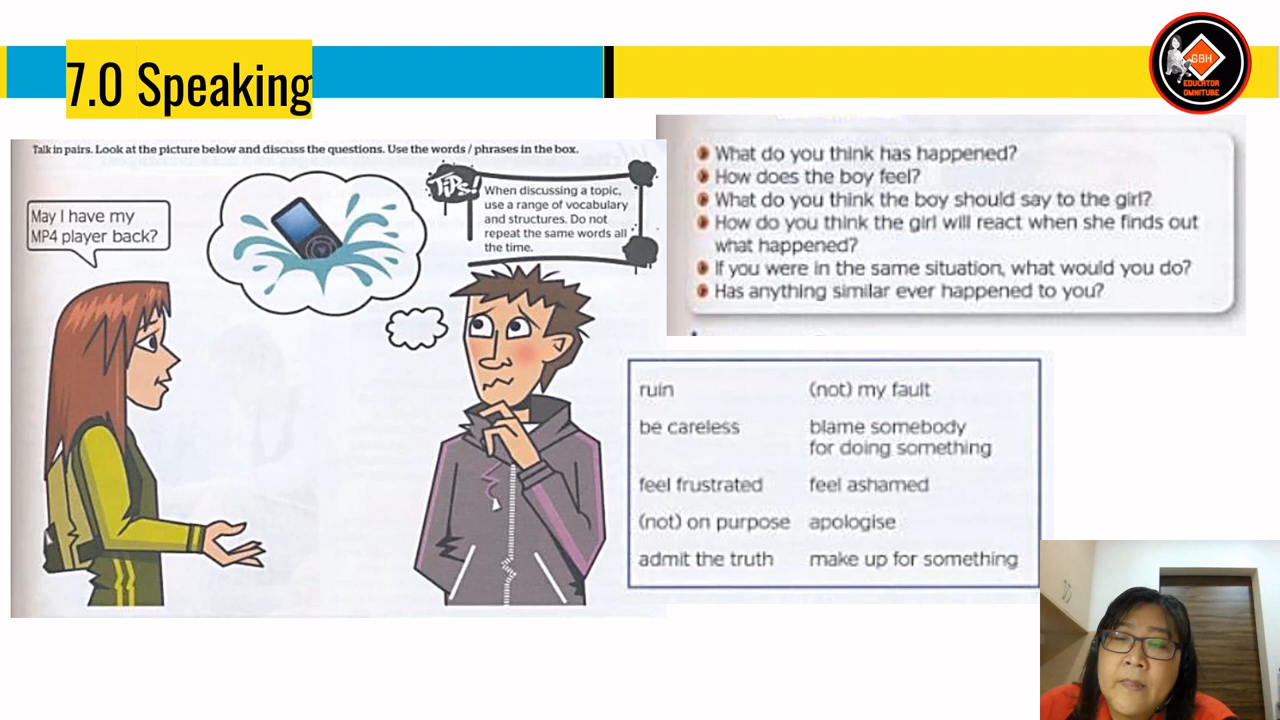 7.0 Speaking
GBH
EDUCATOR
OMNITUBE
Talk in pairs. Look at the picture below and discuss the questions. Use the words / phrases in the box.
May I have my
MP4 player back?
Tips!
When discussing a topic,
use a range of vocabulary
and structures. Do not
repeat the same words all
the time.
What do you think has happened?
How does the boy feel?
What do you think the boy should say to the girl?
How do you think the girl will react when she finds out
what happened?
If you were in the same situation, what would you do?
Has anything similar ever happened to you?
ruin (not) my fault
be careless blame somebody
for doing something
feel frustrated feel ashamed
(not) on purpose apologise
admit the truth make up for something